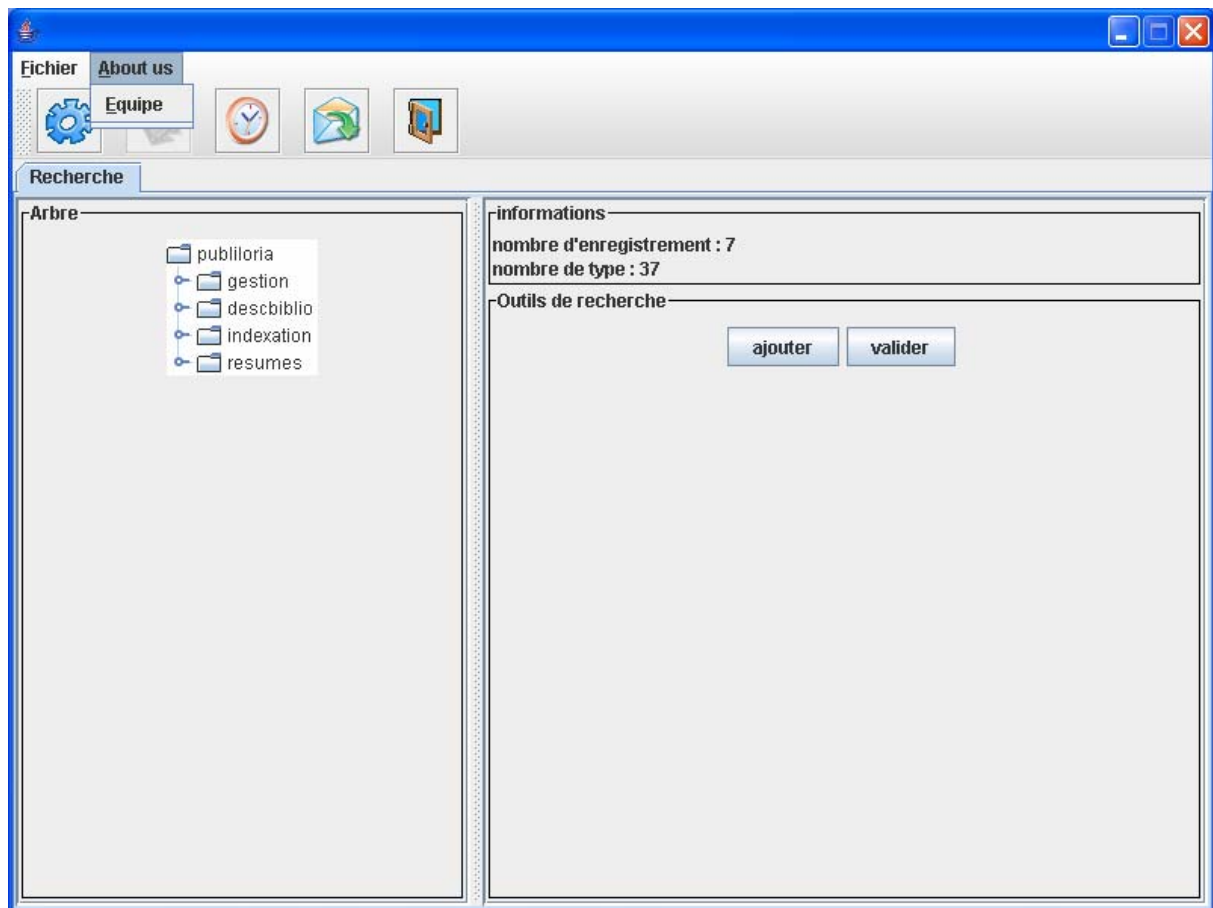 Fichier About us
Equipe
Recherche
Arbre
publiloria
gestion
descbiblio
indexation
resumes
informations
nombre d'enregistrement : 7
nombre de type : 37
Outils de recherche
ajouter valider